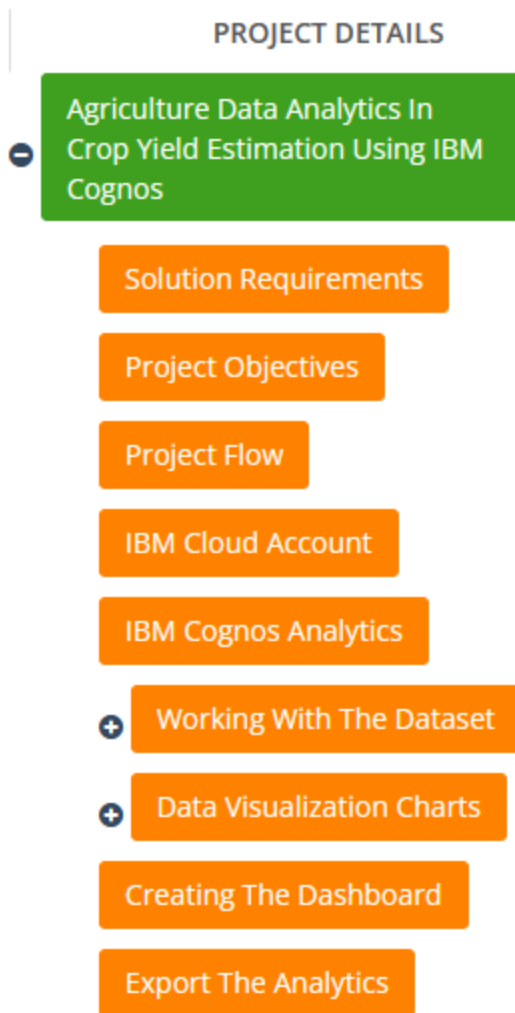 PROJECT DETAILS
Agriculture Data Analytics In
Crop Yield Estimation Using IBM
Cognos
Solution Requirements
Project Objectives
Project Flow
IBM Cloud Account
IBM Cognos Analytics
Working With The Dataset
Data Visualization Charts
Creating The Dashboard
Export The Analytics